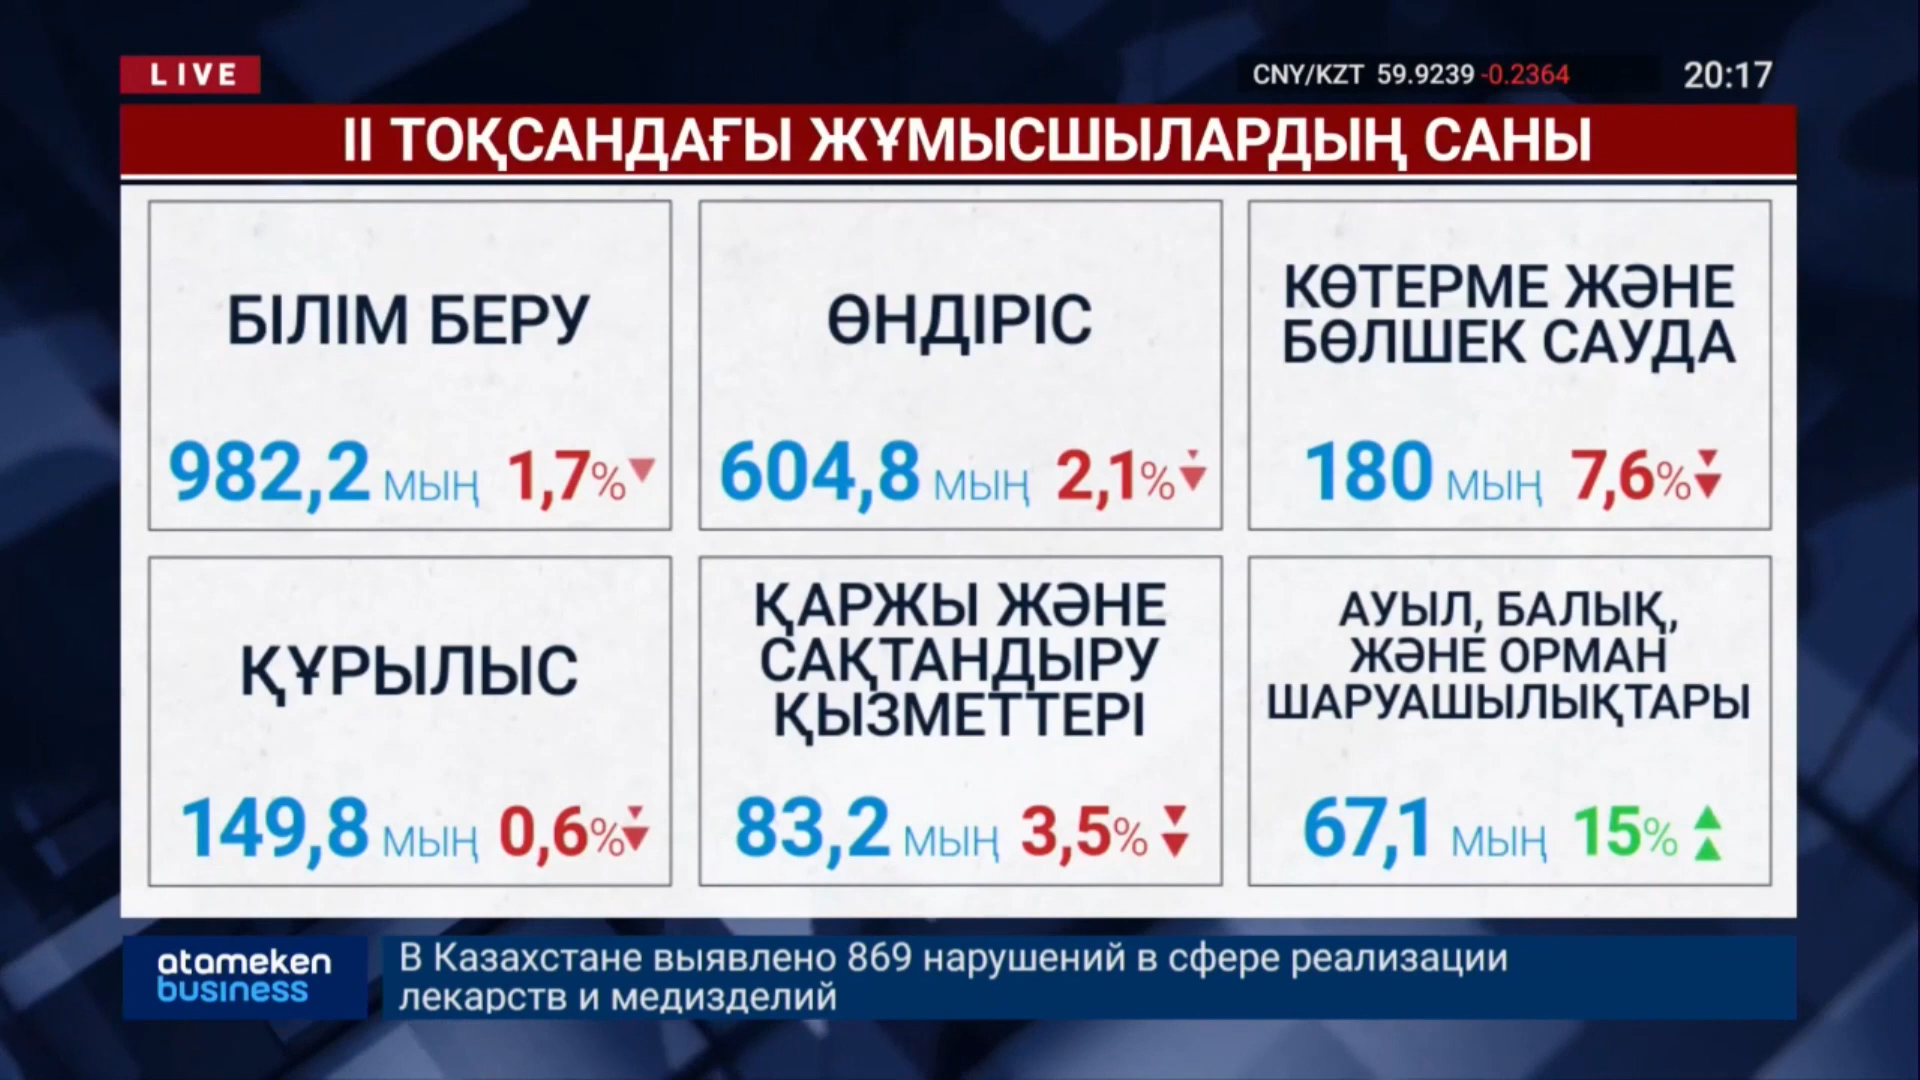 LIVE
CNY/KZT 59.9239 -0.2364
20:17
II ТОҚСАНДАҒЫ ЖҰМЫСШЫЛАРДЫҢ САНЫ
БІЛІМ БЕРУ
982,2 МЫҢ 1,7%
ӨНДІРІС
604,8 МЫҢ 2,1%
КӨТЕРМЕ ЖӘНЕ
БӨЛШЕК САУДА
180 МЫҢ 7,6%
ҚҰРЫЛЫС
149,8 МЫҢ 0,6%
ҚАРЖЫ ЖӘНЕ
САҚТАНДЫРУ
ҚЫЗМЕТТЕРІ
83,2 МЫҢ 3,5%
АУЫЛ, БАЛЫҚ,
ЖӘНЕ ОРМАН
ШАРУАШЫЛЫҚТАРЫ
67,1 МЫҢ 15%
atameken
business
В Казахстане выявлено 869 нарушений в сфере реализации
лекарств и медизделий